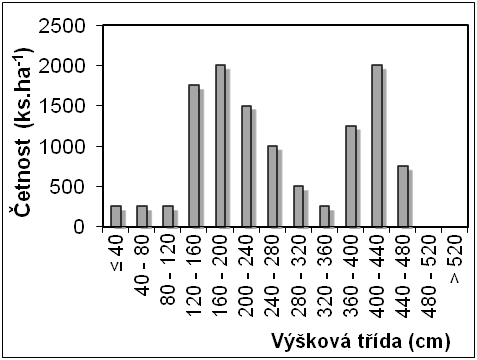 Četnost (ks.ha-1)
2500
2000
1500
1000
500
0
≤ 40
40 - 80
80 - 120
120 - 160
160 - 200
200 - 240
240 - 280
280 - 320
320 - 360
360 - 400
400 - 440
440 - 480
480 - 520
> 520
Výšková třída (cm)